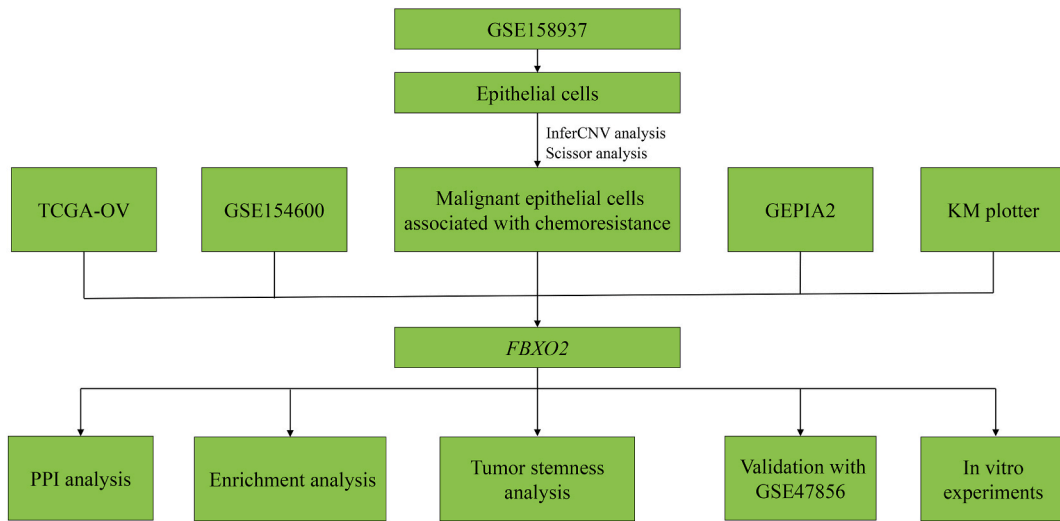 GSE158937
Epithelial cells
InferCNV analysis
Scissor analysis
TCGA-OV
GSE154600
Malignant epithelial cells
associated with chemoresistance
GEPIA2
KM plotter
FBXO2
PPI analysis
Enrichment analysis
Tumor stemness
analysis
Validation with
GSE47856
In vitro
experiments